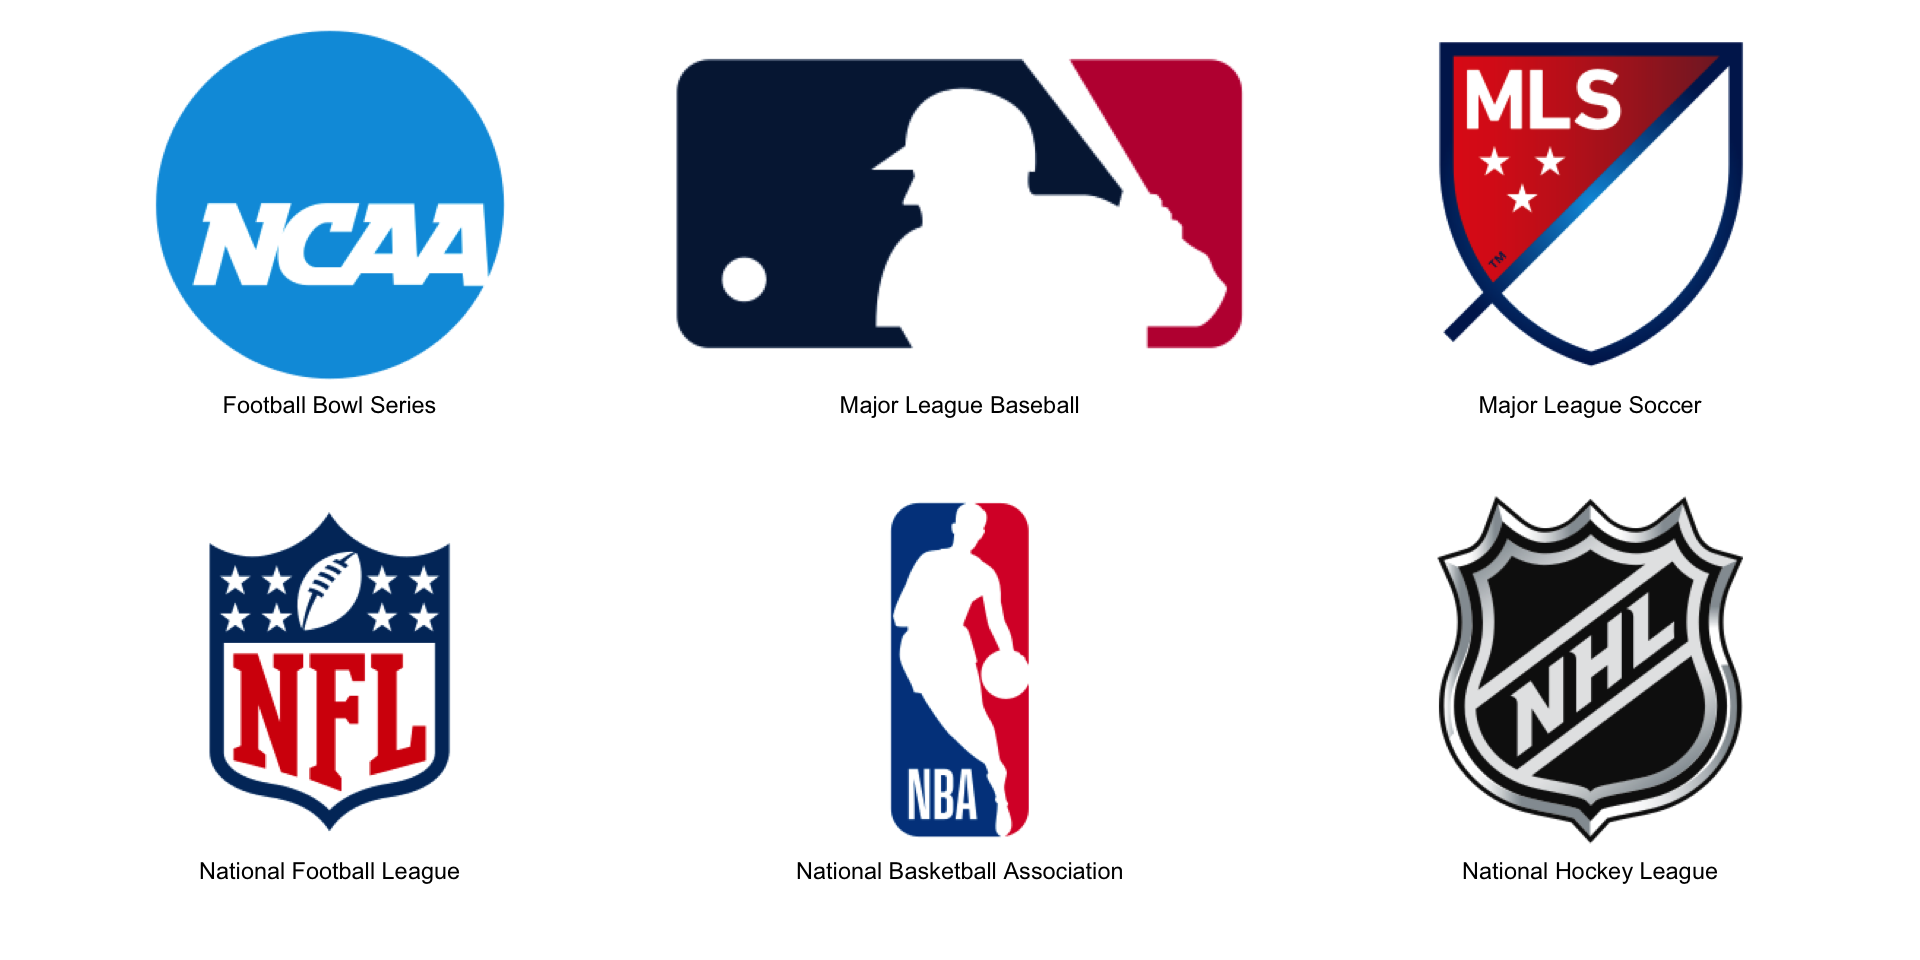 NCAA
Football Bowl Series
Major League Baseball
MLS
TM
Major League Soccer
NFL
National Football League
NBA
National Basketball Association
NHL
National Hockey League